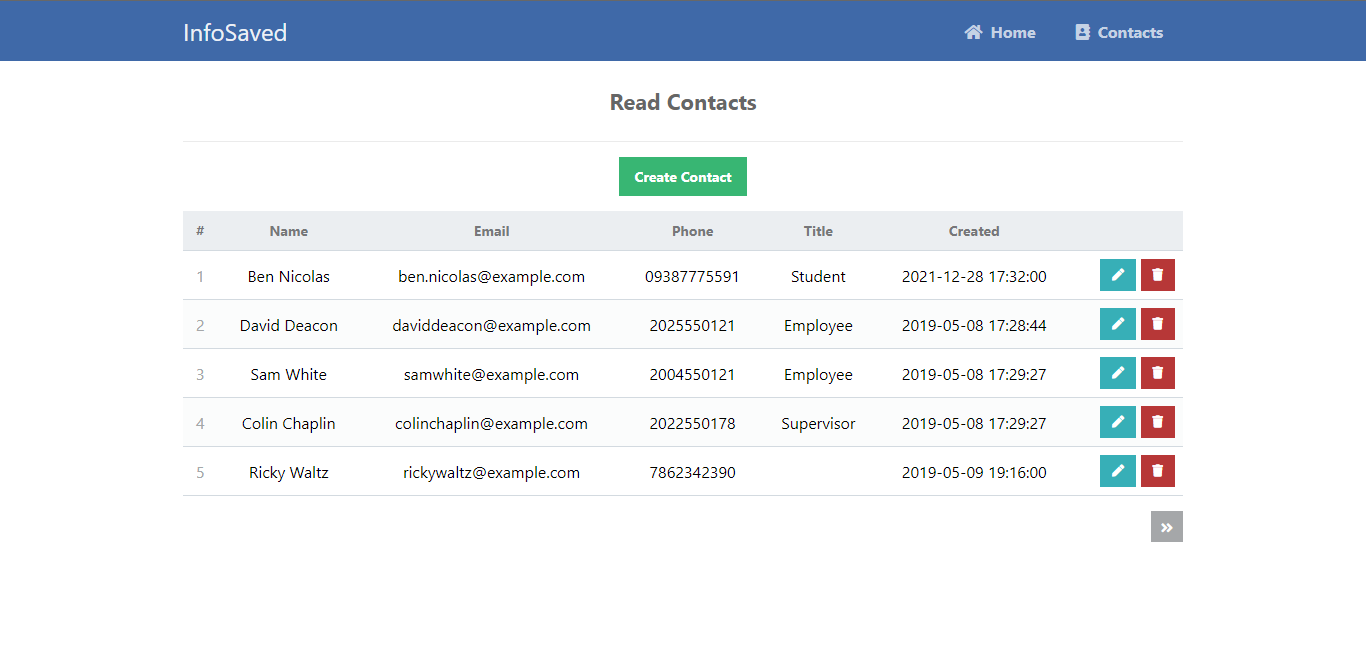 InfoSaved Home Contacts
Read Contacts
Create Contact
# Name Email Phone Title Created
1 Ben Nicolas ben.nicolas@example.com 09387775591 Student 2021-12-28 17:32:00
2 David Deacon daviddeacon@example.com 2025550121 Employee 2019-05-08 17:28:44
3 Sam White samwhite@example.com 2004550121 Employee 2019-05-08 17:29:27
4 Colin Chaplin colinchaplin@example.com 2022550178 Supervisor 2019-05-08 17:29:27
5 Ricky Waltz rickywaltz@example.com 7862342390 2019-05-09 19:16:00